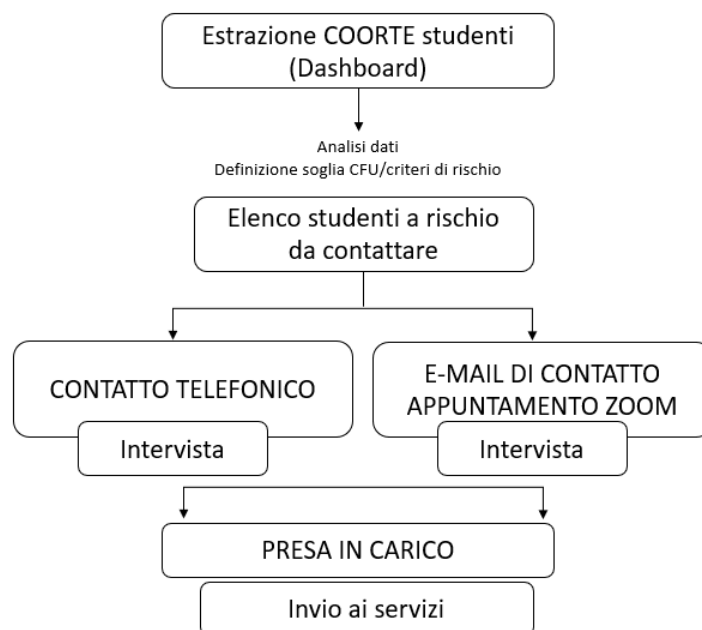 Estrazione COORTE studenti
(Dashboard)
Analisi dati
Definizione soglia CFU/criteri di rischio
Elenco studenti a rischio
da contattare
CONTATTO TELEFONICO
Intervista
E-MAIL DI CONTATTO
APPUNTAMENTO ZOOM
Intervista
PRESA IN CARICO
Invio ai servizi